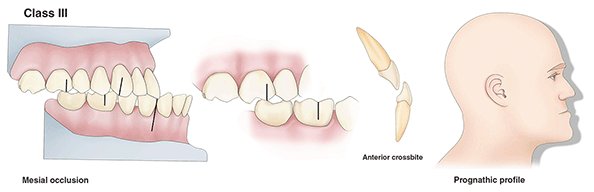 Class III
Anterior crossbite
Mesial occlusion
Prognathic profile